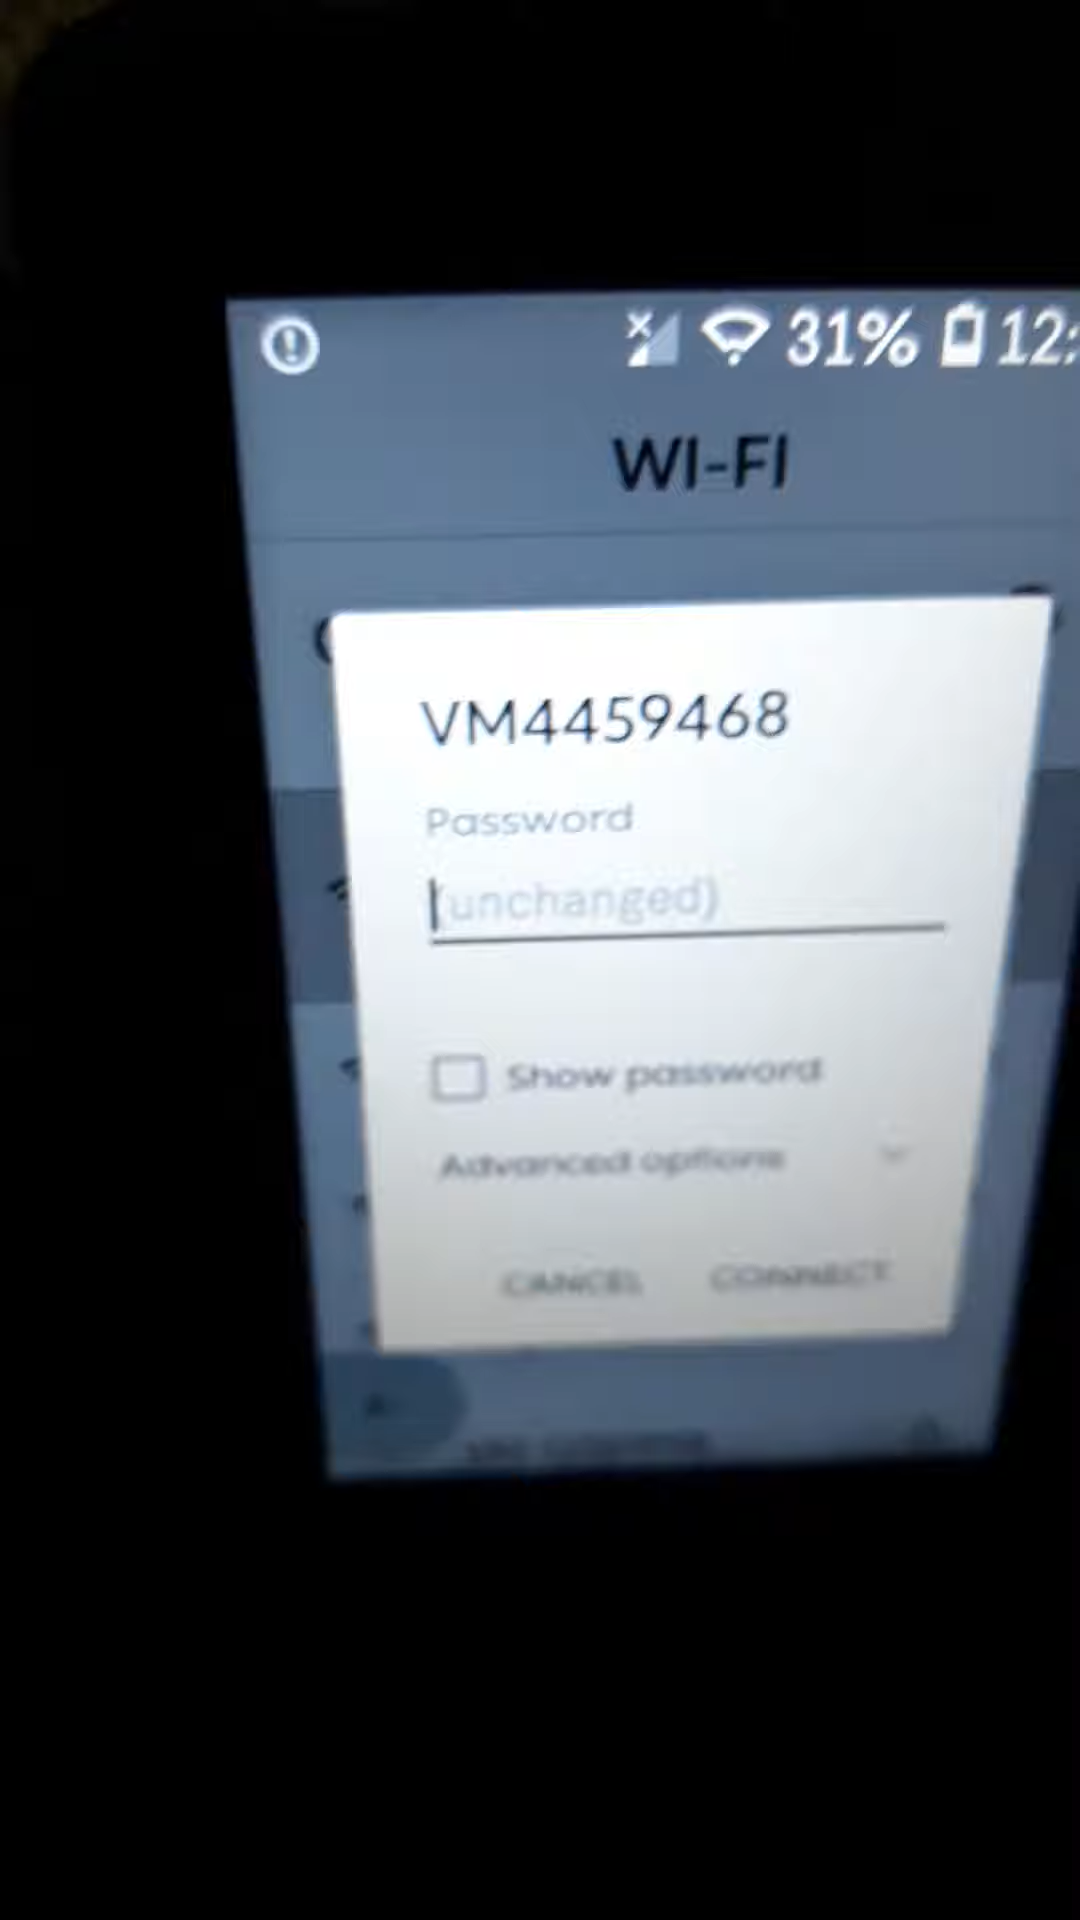 31% 12:
WI-FI
VM4459468
Password
(unchanged)
Show password
Advanced options
CANCEL CONNECT